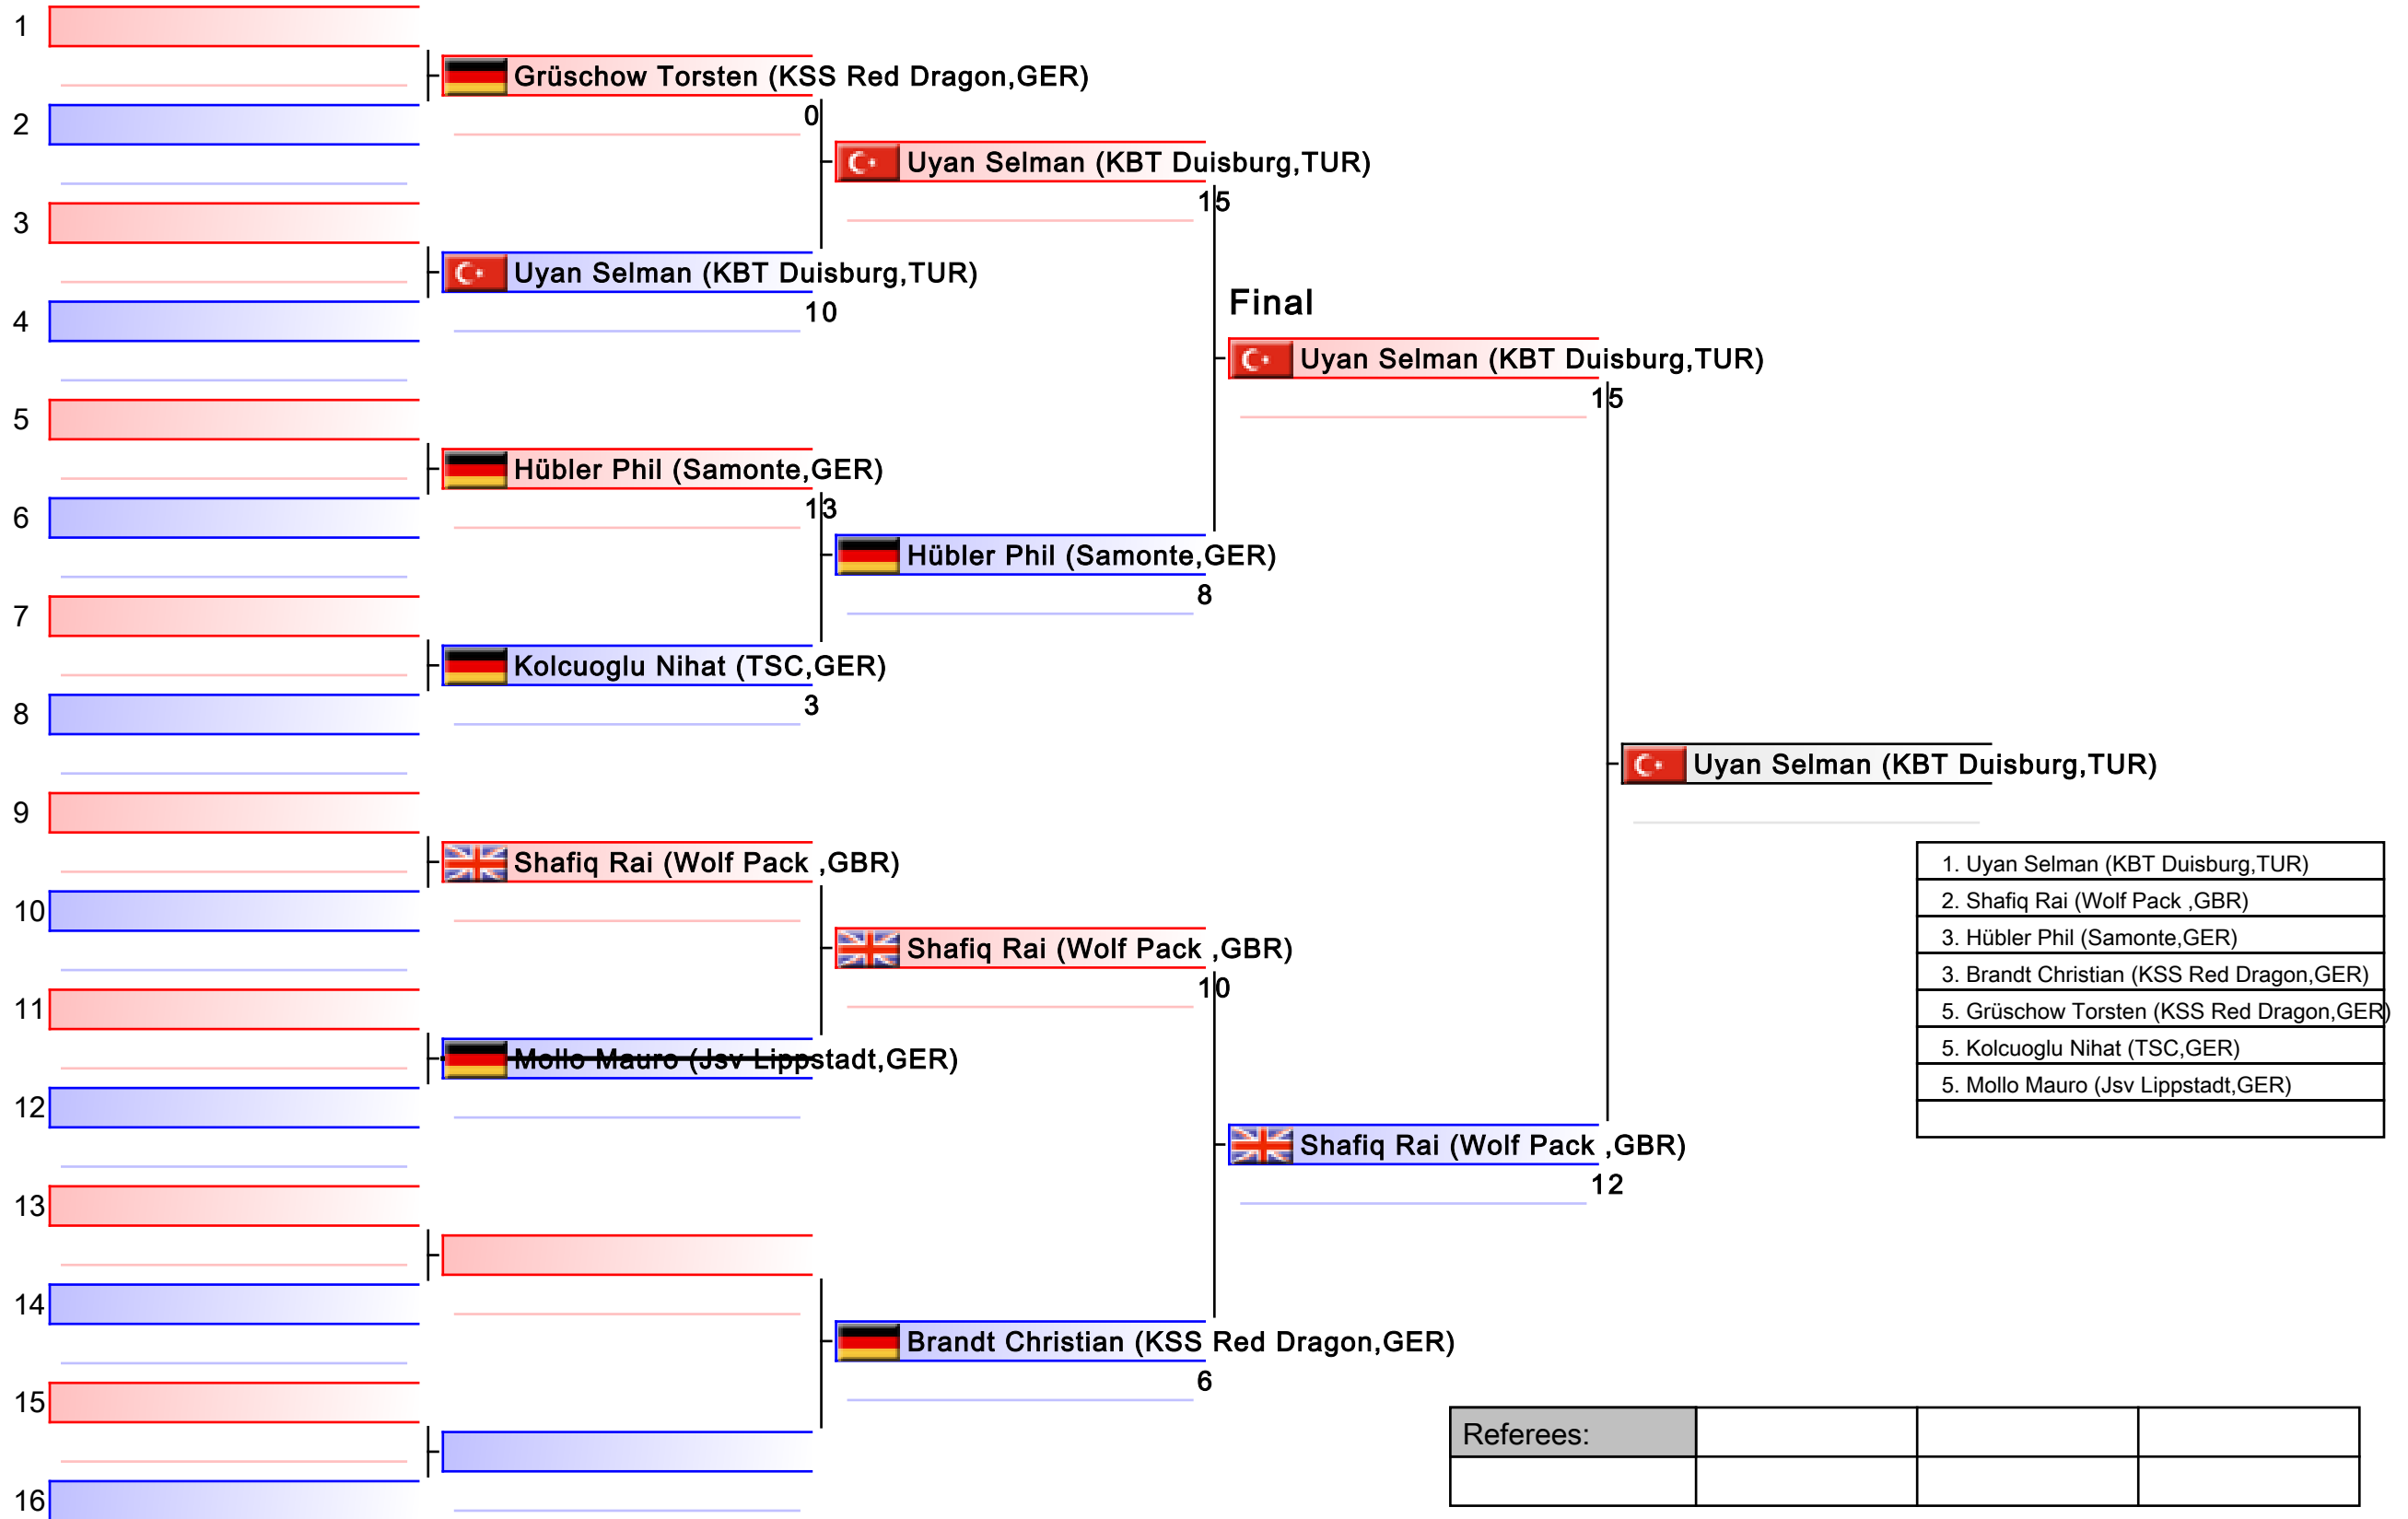 1
Grüschow Torsten (KSS Red Dragon,GER)
0
2
Uyan Selman (KBT Duisburg,TUR)
15
3
Uyan Selman (KBT Duisburg,TUR)
10
Final
4
Uyan Selman (KBT Duisburg,TUR)
15
5
Hübler Phil (Samonte,GER)
13
6
Hübler Phil (Samonte,GER)
8
7
Kolcuoglu Nihat (TSC,GER)
3
8
Uyan Selman (KBT Duisburg,TUR)
9
Shafiq Rai (Wolf Pack ,GBR)
10
Shafiq Rai (Wolf Pack ,GBR)
10
11
Mollo Mauro (Jsv Lippstadt,GER)
12
Shafiq Rai (Wolf Pack ,GBR)
12
13
14
Brandt Christian (KSS Red Dragon,GER)
6
15
16
1. Uyan Selman (KBT Duisburg,TUR)
2. Shafiq Rai (Wolf Pack ,GBR)
3. Hübler Phil (Samonte,GER)
3. Brandt Christian (KSS Red Dragon,GER)
5. Grüschow Torsten (KSS Red Dragon,GER)
5. Kolcuoglu Nihat (TSC,GER)
5. Mollo Mauro (Jsv Lippstadt,GER)
Referees: